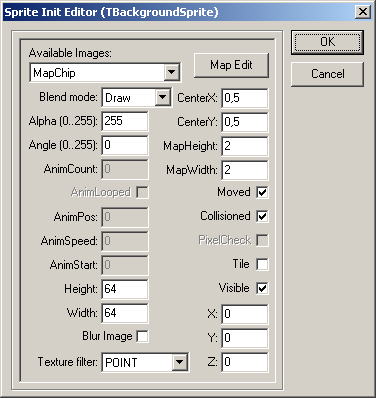 Sprite Init Editor (TBackgroundSprite)
OK
Cancel
Available Images:
MapChip
Map Edit
Blend mode: Draw
CenterX: 0,5
Alpha (0..255): 255
CenterY: 0,5
Angle (0..255): 0
MapHeight: 2
AnimCount: 0
MapWidth: 2
AnimLooped
Moved
AnimPos: 0
Collisioned
AnimSpeed: 0
PixelCheck
AnimStart: 0
Tile
Height: 64
Visible
Width: 64
X: 0
Blur Image
Y: 0
Texture filter: POINT
Z: 0